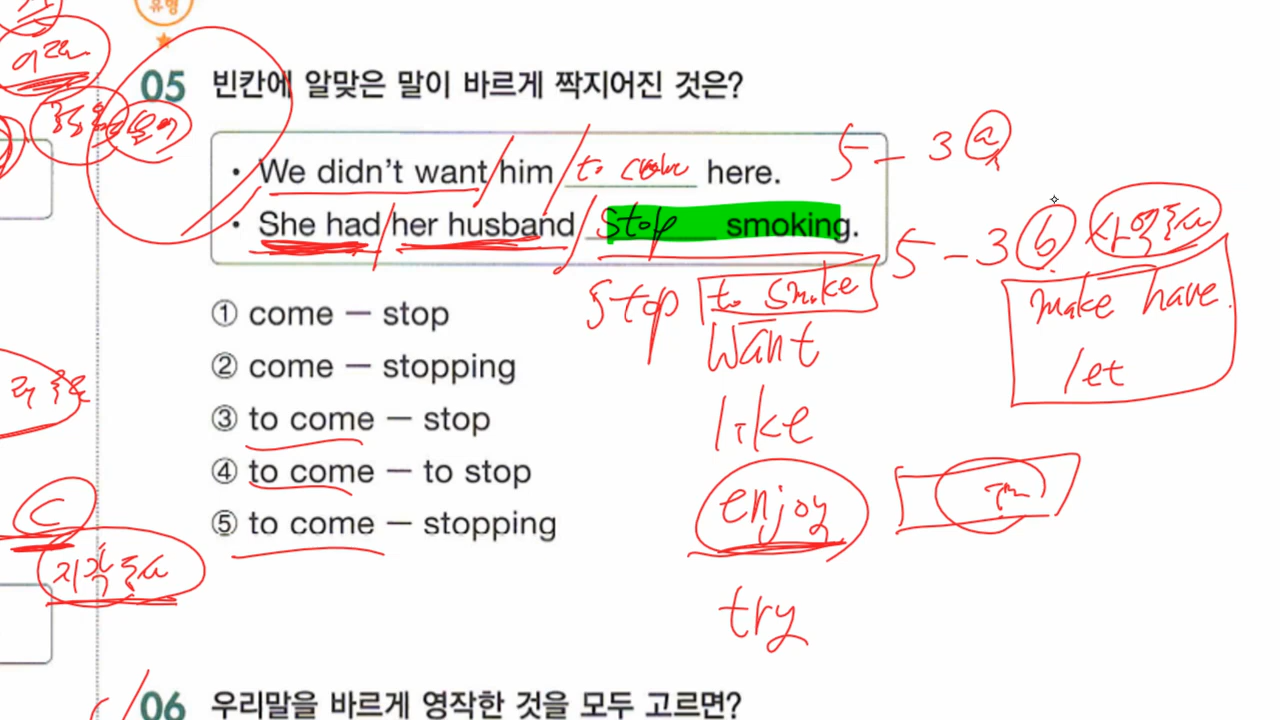 유형
05 빈칸에 알맞은 말이 바르게 짝지어진 것은?
5 - 3 a
• We didn't want him to come here.
• She had her husband stop smoking.
5 - 3 b 사역동사
stop to smoke
make have
let
want
like
enjoy
try
① come — stop
② come — stopping
③ to come — stop
④ to come — to stop
⑤ to come — stopping
C
지각동사
06 우리말을 바르게 영작한 것을 모두 고르면?